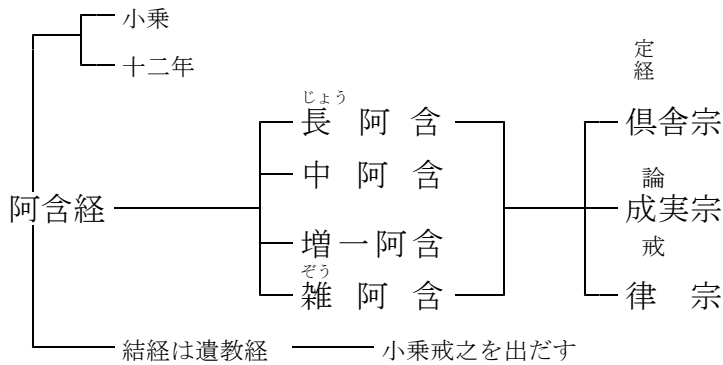 小乗
十二年
阿含経
じょう
長阿含
中阿含
増一阿含
ぞう
雑阿含
定
経
倶舎宗
論
成実宗
戒
律宗
結経は遺教経
小乗戒之を出だす